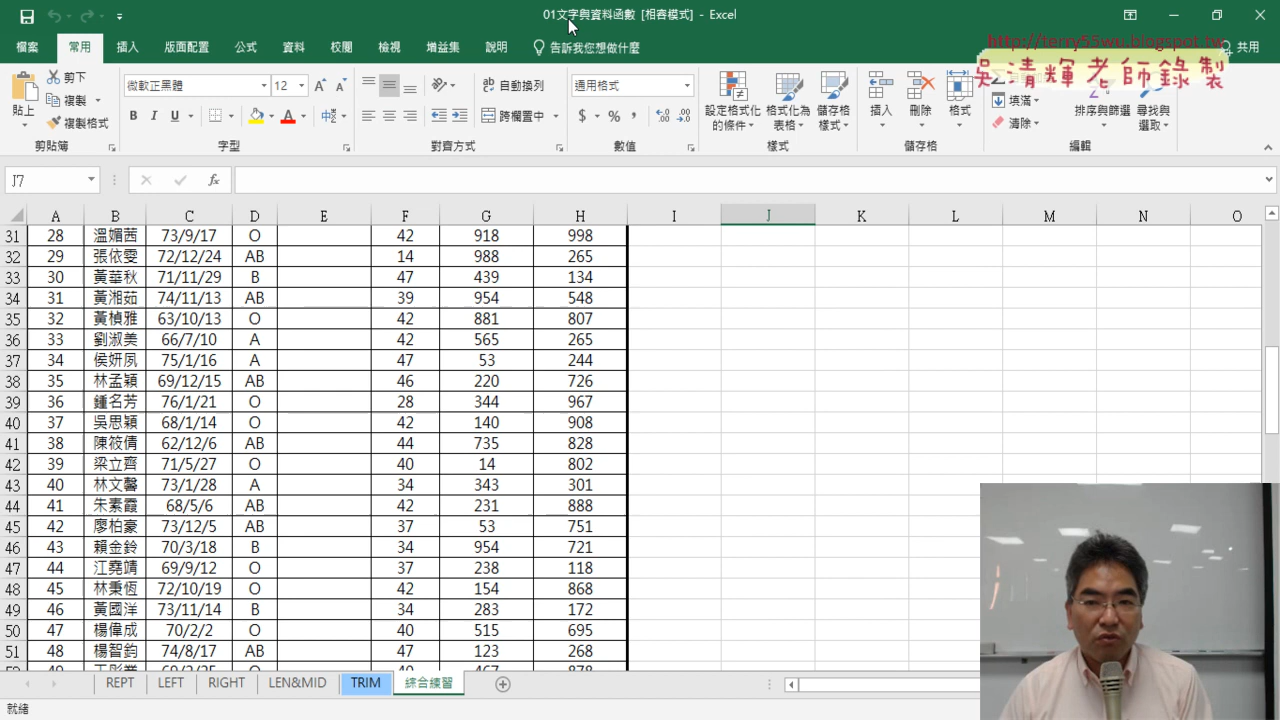 01文字與資料函數 [相容模式] - Excel
檔案 常用 插入 版面配置 公式 資料 校閱 檢視 增益集 說明 告訴我您想做什麼 共用
http://terry55wu.blogspot.tw
吳清輝老師錄製
貼上 剪下 複製 複製格式 剪貼簿
微軟正黑體 12 B I U A 中 字型
自動換列 跨欄置中 對齊方式
通用格式 $ % , 數值
設定格式化的條件 格式化為表格 儲存格樣式 樣式
插入 刪除 格式 儲存格
填滿 清除 排序與篩選 尋找與選取 編輯
J7 fx
A B C D E F G H I J K L M N O
31 28 溫媚茜 73/9/17 O 42 918 998
32 29 張依雯 72/12/24 AB 14 988 265
33 30 黃華秋 71/11/29 B 47 439 134
34 31 黃湘茹 74/11/13 AB 39 954 548
35 32 黃楨雅 63/10/13 O 42 881 807
36 33 劉淑美 66/7/10 A 42 565 265
37 34 侯妍夙 75/1/16 A 47 53 244
38 35 林孟穎 69/12/15 AB 46 220 726
39 36 鍾名芳 76/1/21 O 28 344 967
40 37 吳思穎 68/1/14 O 42 140 908
41 38 陳筱倩 62/12/6 AB 44 735 828
42 39 梁立齊 71/5/27 O 40 14 802
43 40 林文馨 73/1/28 A 34 343 301
44 41 朱素霞 68/5/6 AB 42 231 888
45 42 廖柏豪 73/12/5 AB 37 53 751
46 43 賴金鈴 70/3/18 B 34 954 721
47 44 江堯靖 69/9/12 O 37 238 118
48 45 林秉恆 72/10/19 O 42 154 868
49 46 黃國洋 73/11/14 B 34 283 172
50 47 楊偉成 70/2/2 O 40 515 695
51 48 楊智鈞 74/8/17 AB 47 123 268
REPT LEFT RIGHT LEN&MID TRIM 綜合練習
就緒